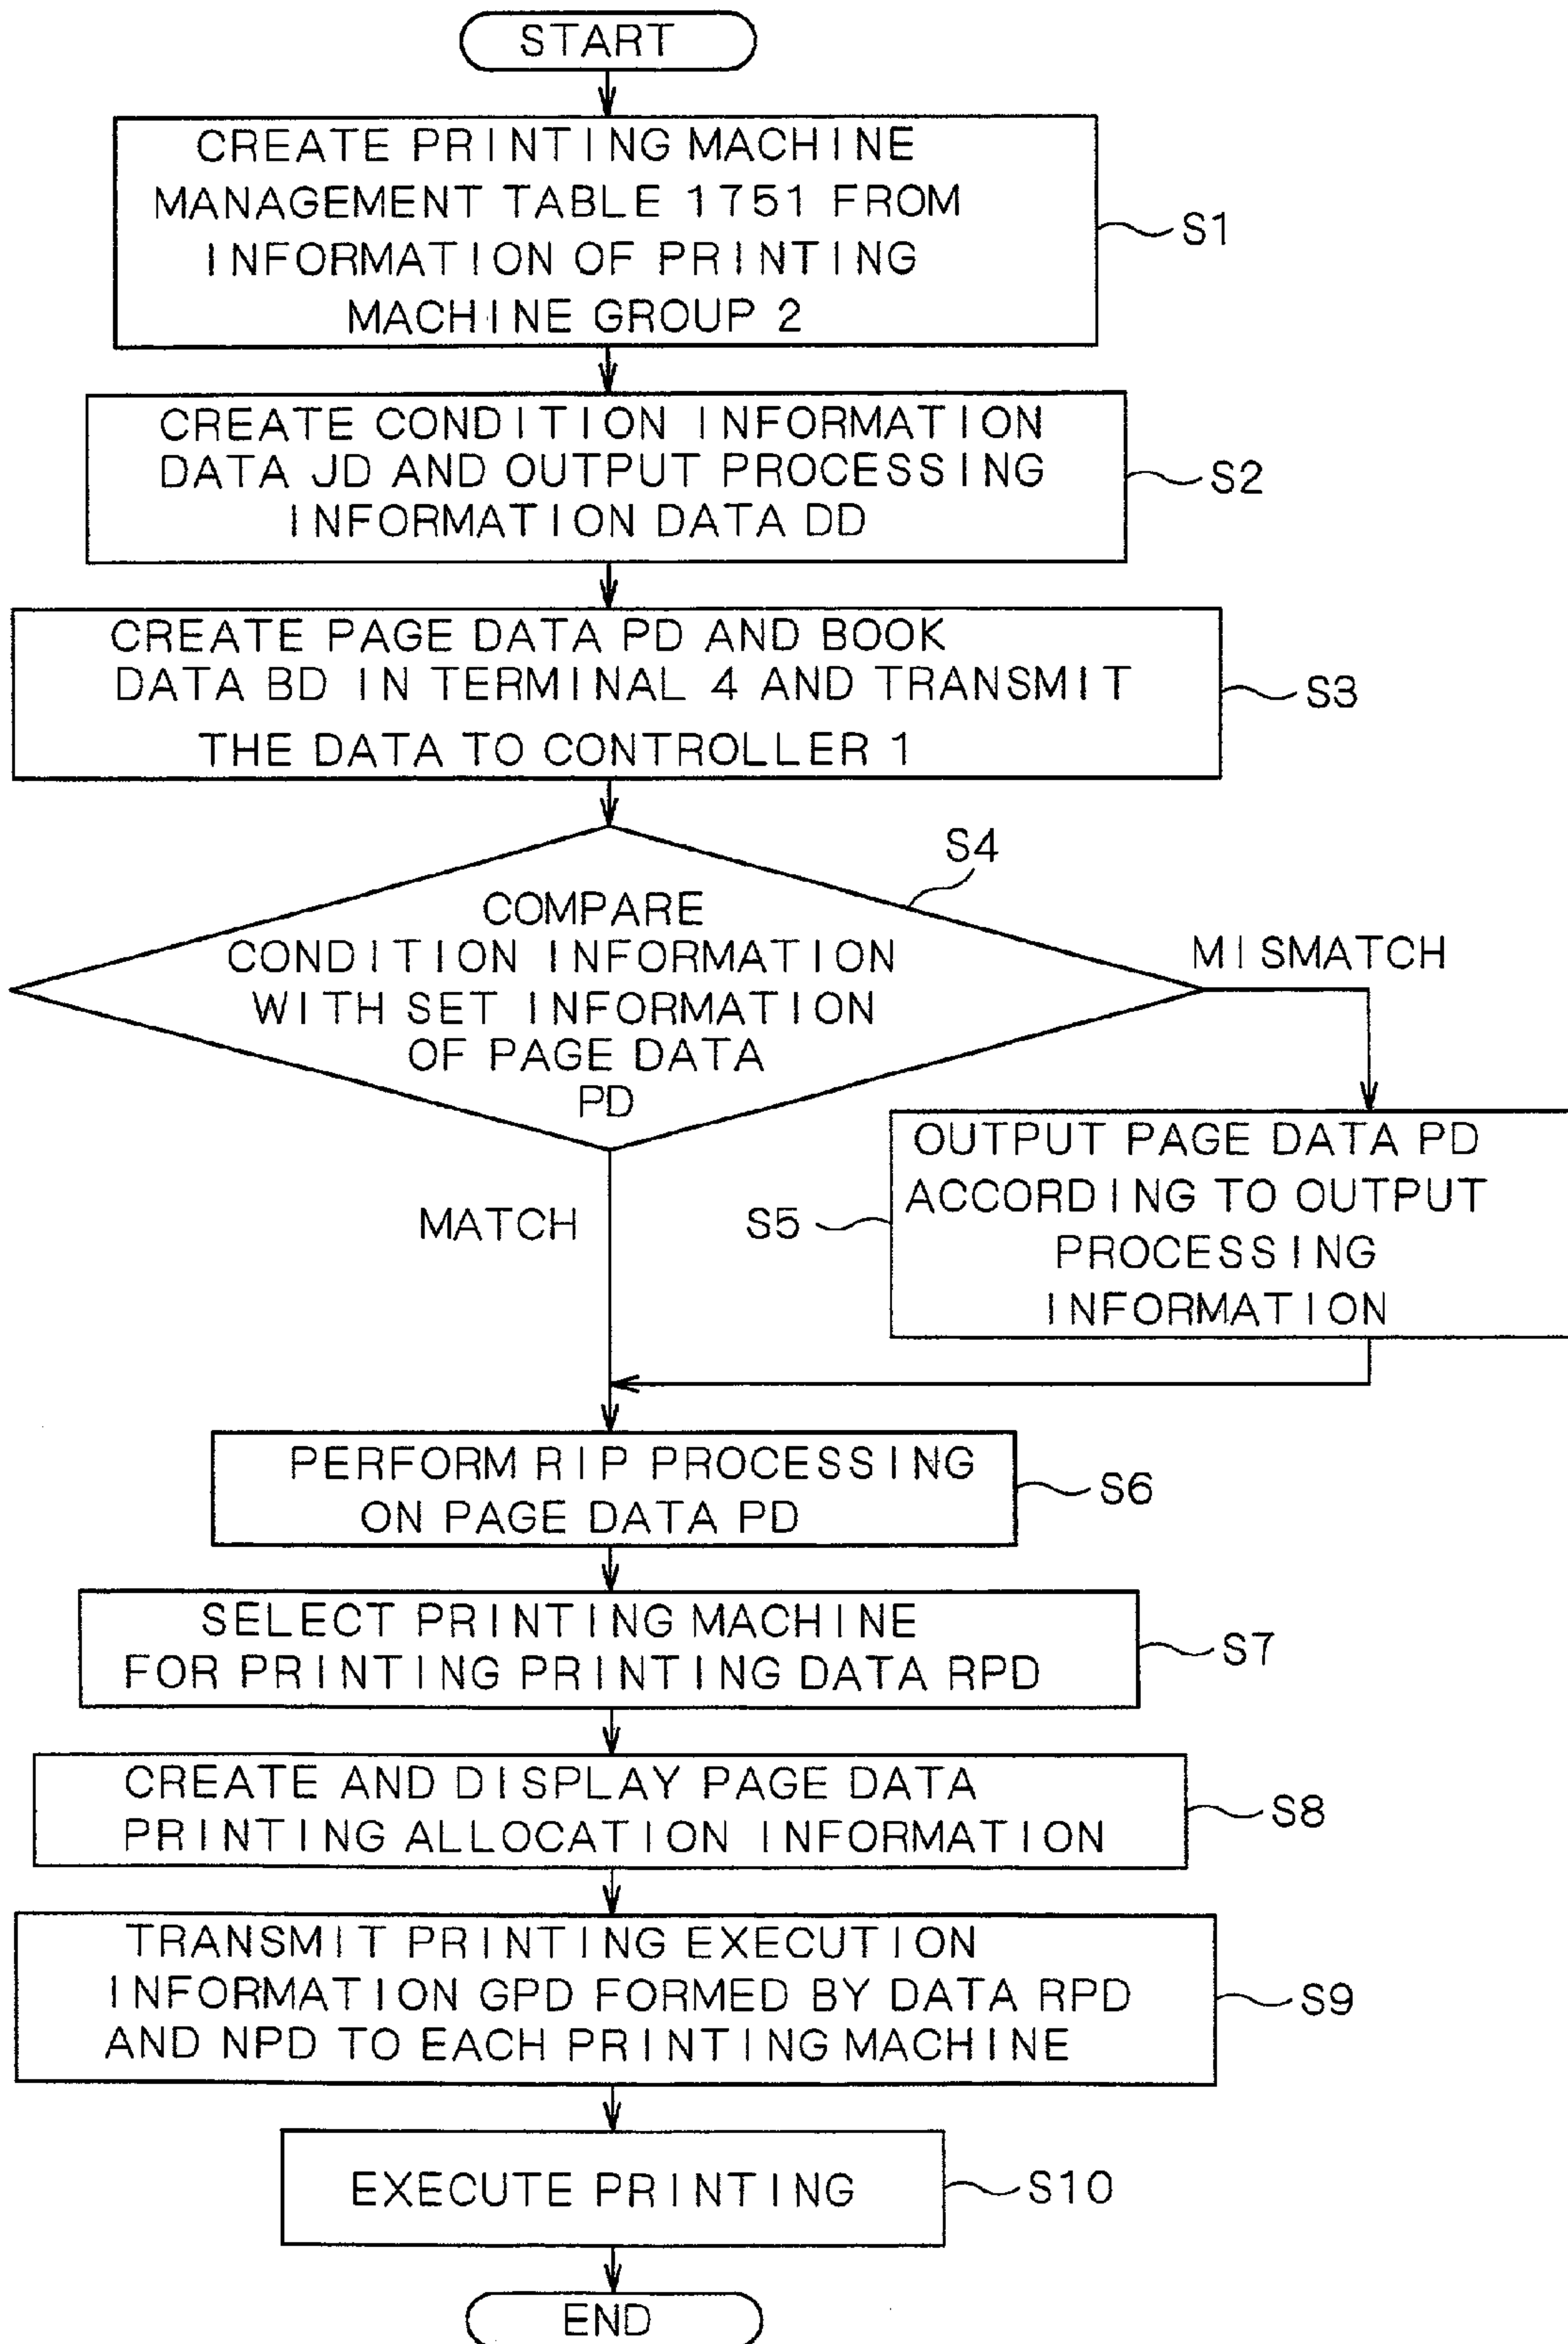 START
CREATE PRINTING MACHINE
MANAGEMENT TABLE 1751 FROM
INFORMATION OF PRINTING
MACHINE GROUP 2
S1
CREATE CONDITION INFORMATION
DATA JD AND OUTPUT PROCESSING
INFORMATION DATA DD
S2
CREATE PAGE DATA PD AND BOOK
DATA BD IN TERMINAL 4 AND TRANSMIT
THE DATA TO CONTROLLER 1
S3
S4
COMPARE
CONDITION INFORMATION
WITH SET INFORMATION
OF PAGE DATA
PD
MISMATCH
MATCH
OUTPUT PAGE DATA PD
ACCORDING TO OUTPUT
PROCESSING
INFORMATION
S5
PERFORM RIP PROCESSING
ON PAGE DATA PD
S6
SELECT PRINTING MACHINE
FOR PRINTING PRINTING DATA RPD
S7
CREATE AND DISPLAY PAGE DATA
PRINTING ALLOCATION INFORMATION
S8
TRANSMIT PRINTING EXECUTION
INFORMATION GPD FORMED BY DATA RPD
AND NPD TO EACH PRINTING MACHINE
S9
EXECUTE PRINTING
S10
END